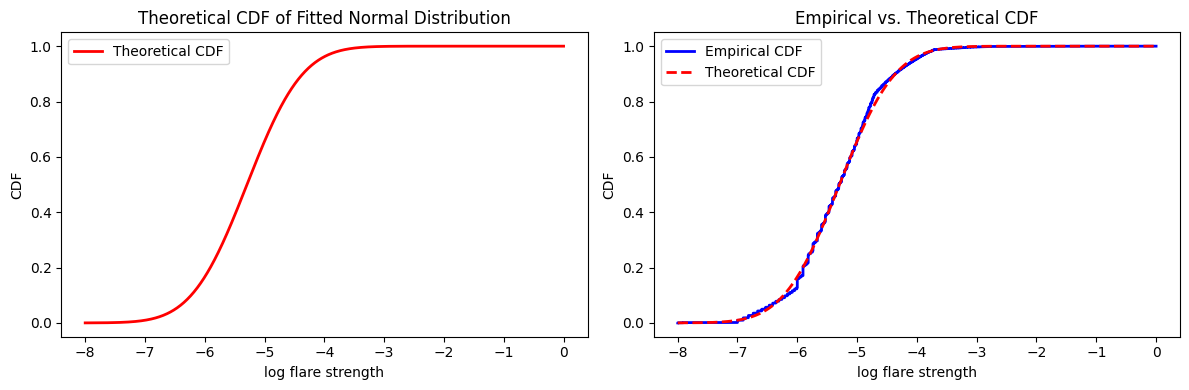 Theoretical CDF of Fitted Normal Distribution
Theoretical CDF
CDF
1.0
0.8
0.6
0.4
0.2
0.0
−8 −7 −6 −5 −4 −3 −2 −1 0
log flare strength
Empirical vs. Theoretical CDF
Empirical CDF
Theoretical CDF
CDF
1.0
0.8
0.6
0.4
0.2
0.0
−8 −7 −6 −5 −4 −3 −2 −1 0
log flare strength